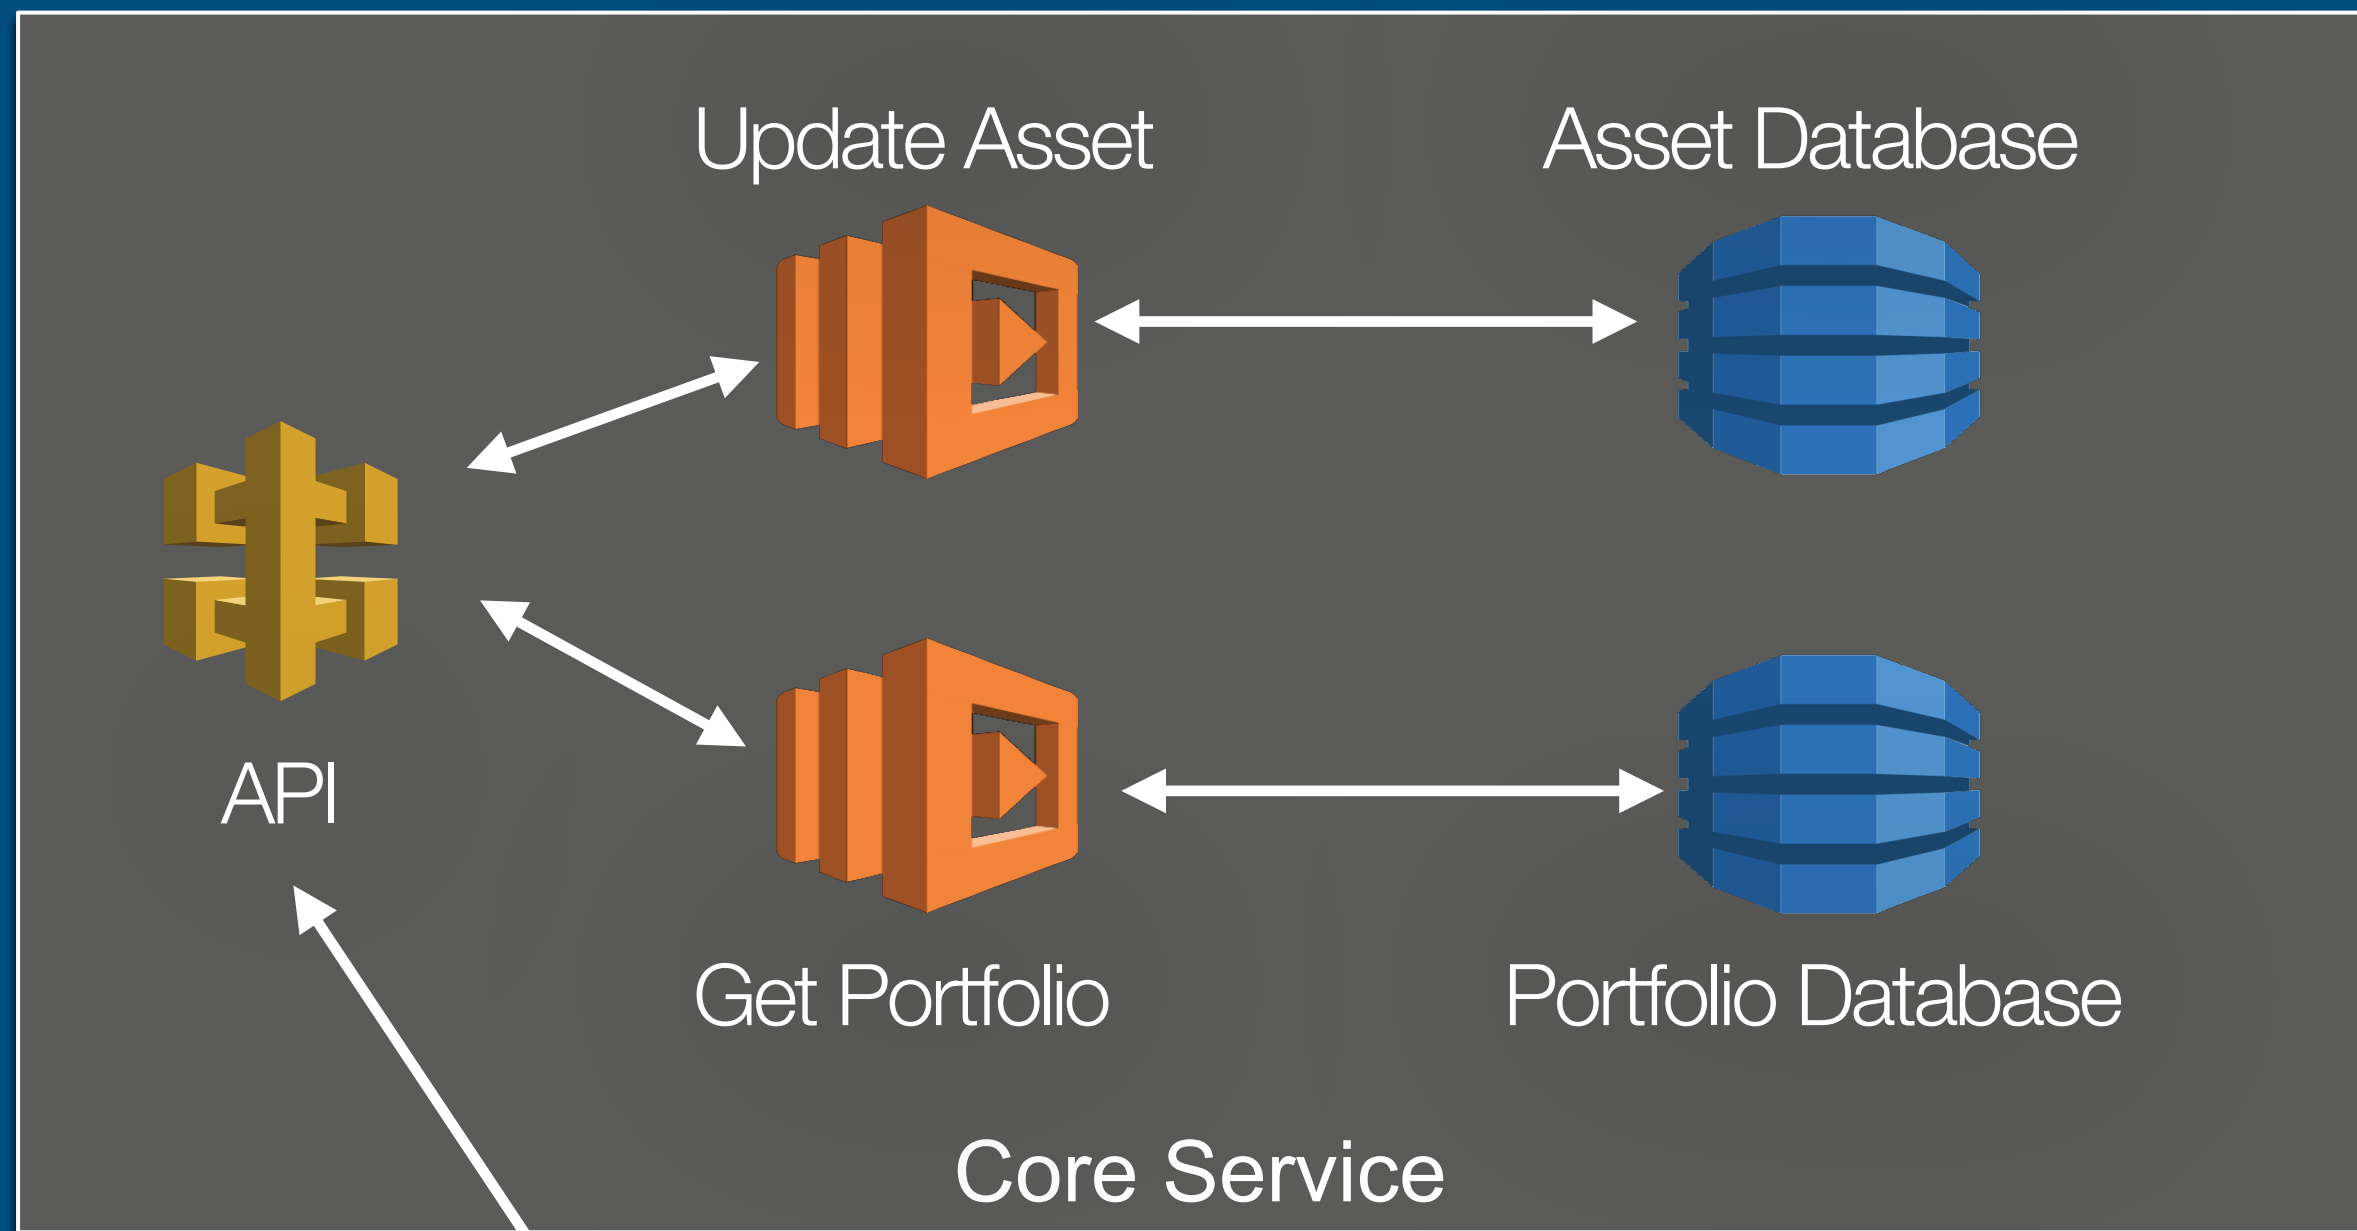 Update Asset
Asset Database
API
Get Portfolio
Portfolio Database
Core Service